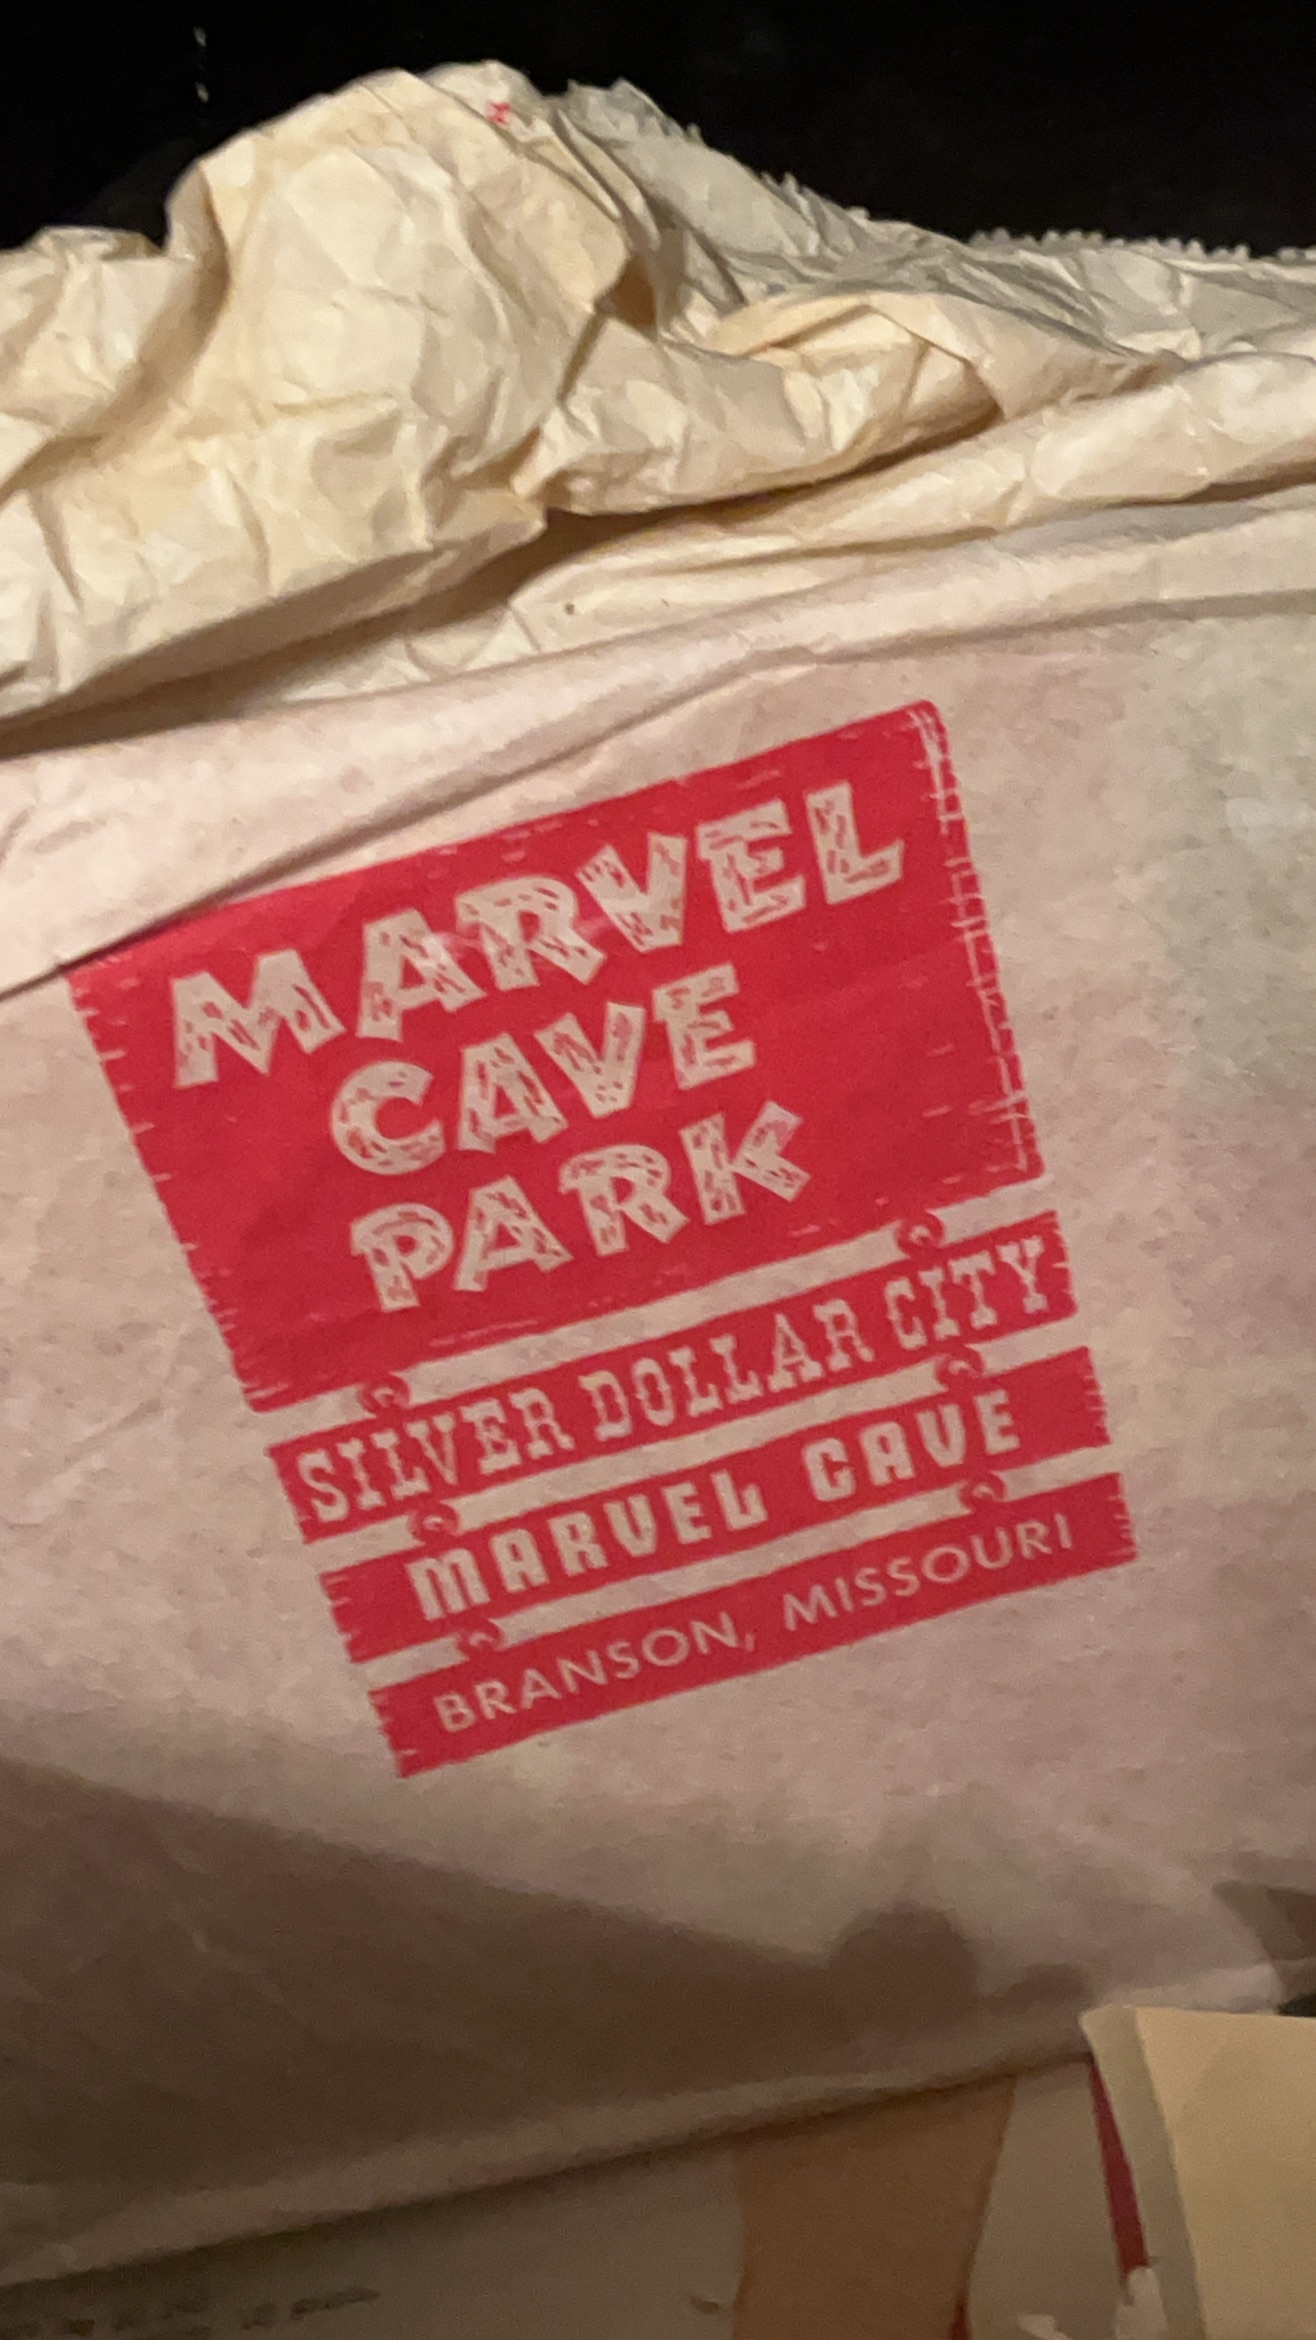 MARVEL
CAVE
PARK
SILVER DOLLAR CITY
MARVEL CAVE
BRANSON, MISSOURI